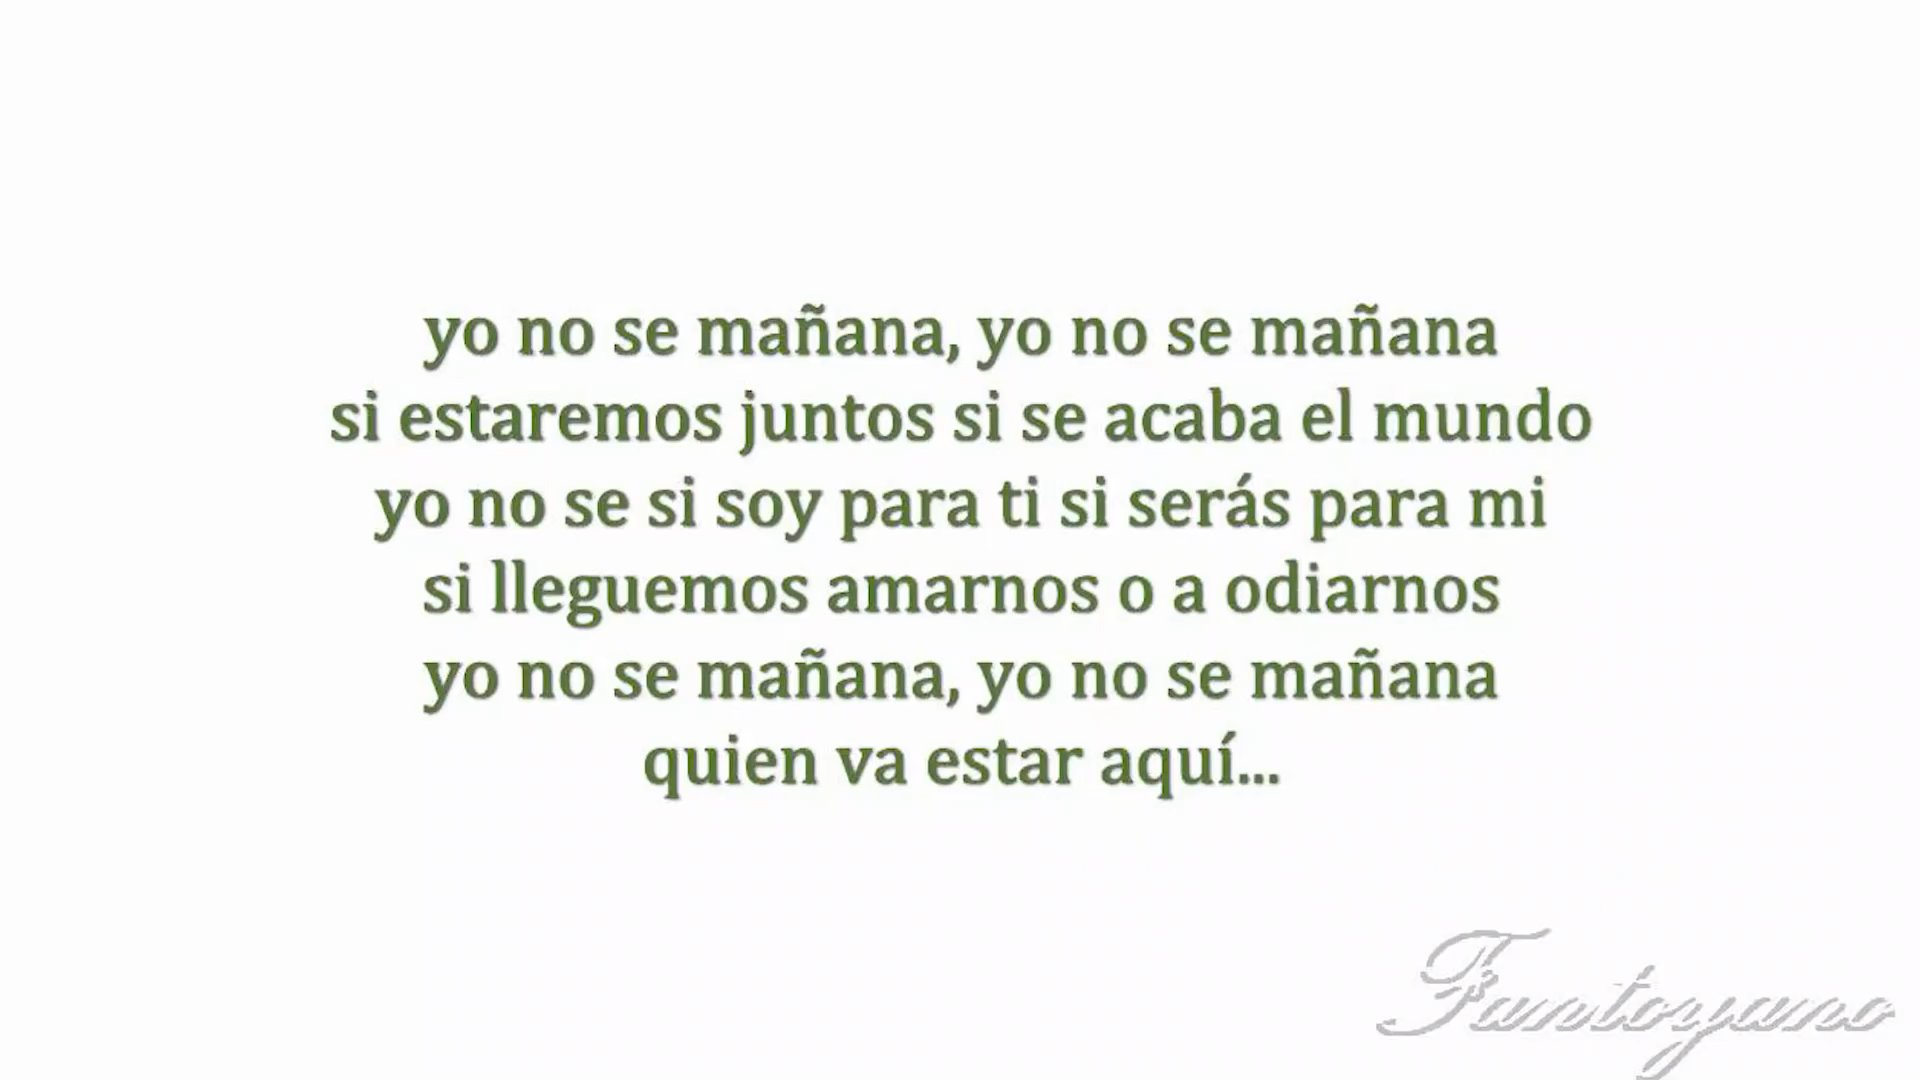 yo no se mañana, yo no se mañana
si estaremos juntos si se acaba el mundo
yo no se si soy para ti si serás para mi
si lleguemos amarnos o a odiarnos
yo no se mañana, yo no se mañana
quien va estar aquí...
Fantoyano